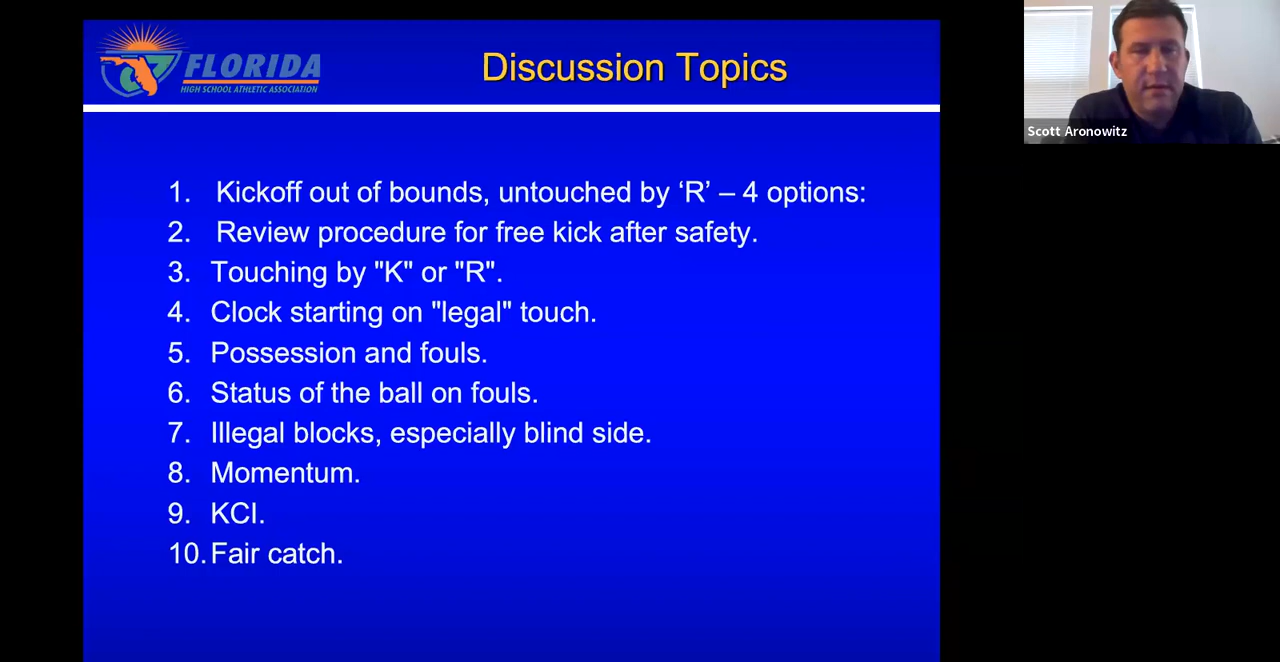 FLORIDA
HIGH SCHOOL ATHLETIC ASSOCIATION
Discussion Topics
Scott Aronowitz
1. Kickoff out of bounds, untouched by ‘R’ – 4 options:
2. Review procedure for free kick after safety.
3. Touching by "K" or "R".
4. Clock starting on "legal" touch.
5. Possession and fouls.
6. Status of the ball on fouls.
7. Illegal blocks, especially blind side.
8. Momentum.
9. KCI.
10. Fair catch.